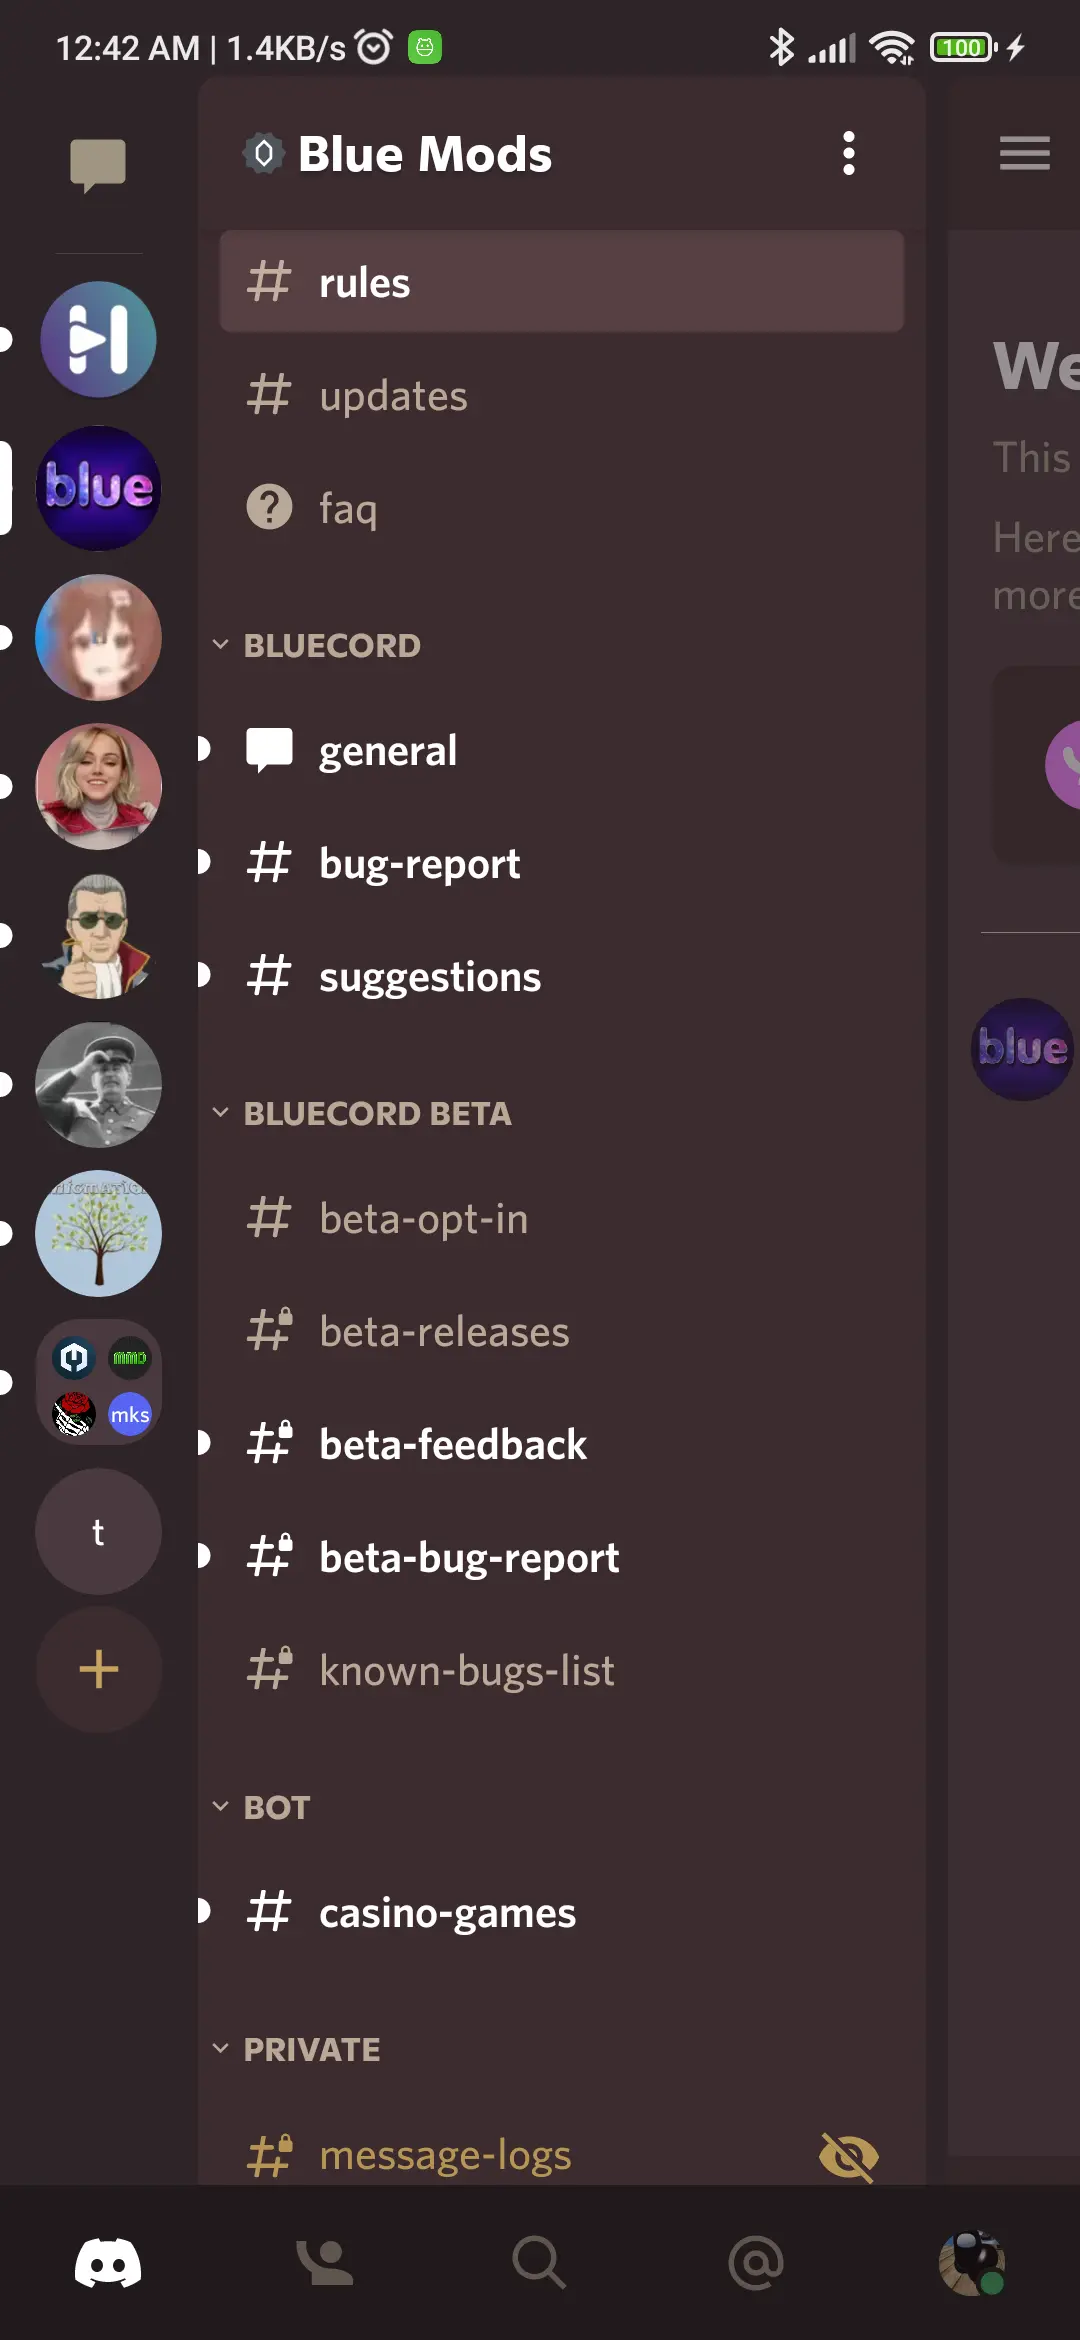 12:42 AM | 1.4KB/s
100
Blue Mods
rules
updates
faq
BLUECORD
general
bug-report
suggestions
BLUECORD BETA
beta-opt-in
beta-releases
beta-feedback
beta-bug-report
known-bugs-list
BOT
casino-games
PRIVATE
message-logs
blue
mmd
mks
t
We
This
Here
more
blue